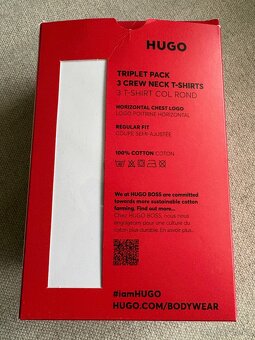 HUGO
TRIPLET PACK
3 CREW NECK T-SHIRTS
3 T-SHIRT COL ROND
HORIZONTAL CHEST LOGO
LOGO POITRINE HORIZONTAL
REGULAR FIT
COUPE SEMI-AJUSTÉE
100% COTTON COTON
We at HUGO BOSS are committed
towards more sustainable cotton
farming. Find out more...
Chez HUGO BOSS, nous nous
engageons pour une culture du
coton plus durable. En savoir plus...
#IamHUGO
HUGO.COM/BODYWEAR